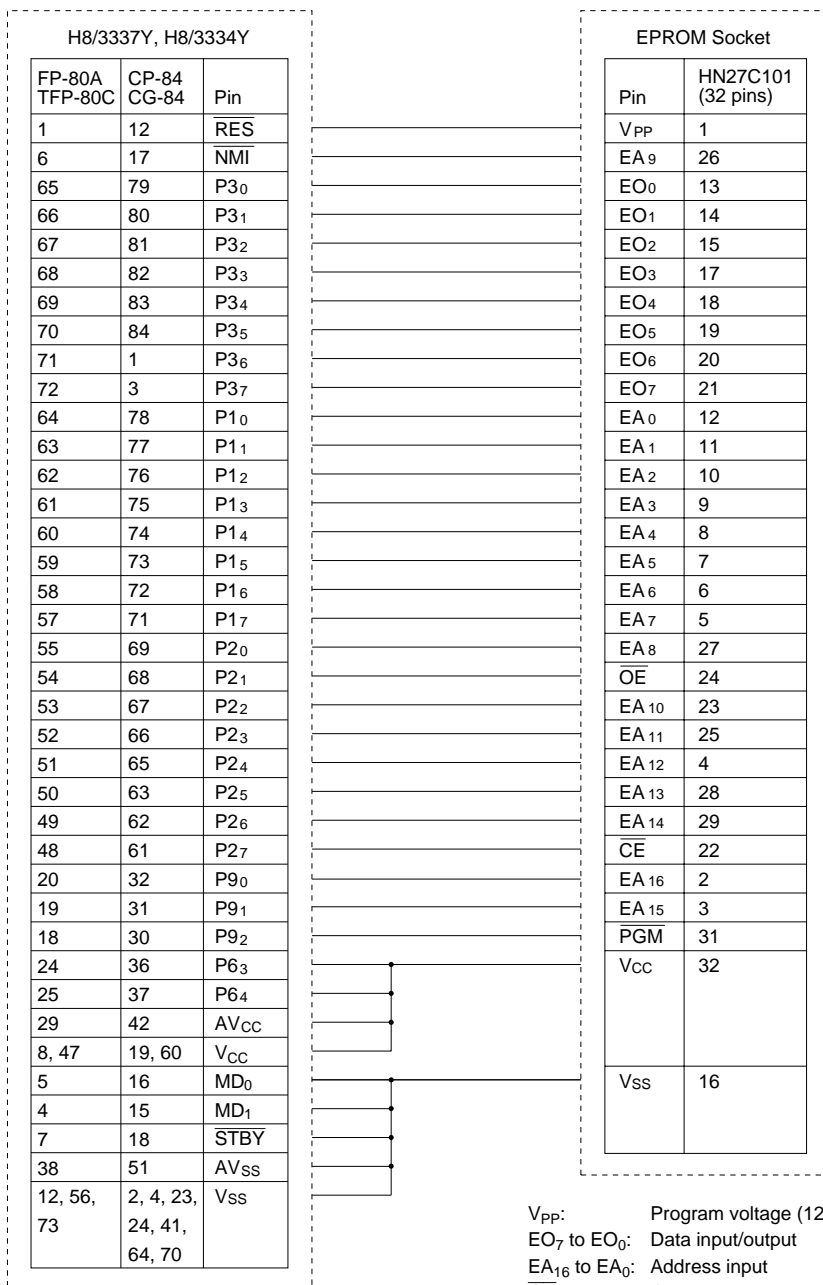 H8/3337Y, H8/3334Y
EPROM Socket
FP-80A TFP-80C CP-84 CG-84 Pin
Pin HN27C101 (32 pins)
1 12 RES VPP 1
6 17 NMI EA9 26
65 79 P30 EO0 13
66 80 P31 EO1 14
67 81 P32 EO2 15
68 82 P33 EO3 17
69 83 P34 EO4 18
70 84 P35 EO5 19
71 1 P36 EO6 20
72 3 P37 EO7 21
64 78 P10 EA0 12
63 77 P11 EA1 11
62 76 P12 EA2 10
61 75 P13 EA3 9
60 74 P14 EA4 8
59 73 P15 EA5 7
58 72 P16 EA6 6
57 71 P17 EA7 5
55 69 P20 EA8 27
54 68 P21 OE 24
53 67 P22 EA10 23
52 66 P23 EA11 25
51 65 P24 EA12 4
50 63 P25 EA13 28
49 62 P26 EA14 29
48 61 P27 CE 22
20 32 P90 EA16 2
19 31 P91 EA15 3
18 30 P92 PGM 31
24 36 P63 VCC 32
25 37 P64
29 42 AVCC
8, 47 19, 60 VCC
5 16 MD0 VSS 16
4 15 MD1
7 18 STBY
38 51 AVSS
12, 56, 2, 4, 23, VSS
73 24, 41,
64, 70
VPP: Program voltage (12
EO7 to EO0: Data input/output
EA16 to EA0: Address input